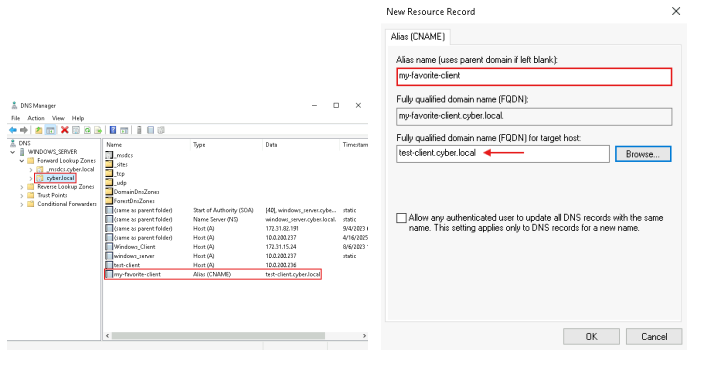 DNS Manager
File Action View Help
DNS
WINDOWS_SERVER
Forward Lookup Zones
_msdcs.cyber.local
cyber.local
Reverse Lookup Zones
Trust Points
Conditional Forwarders
Name Type Data Timestam
_msdcs
_sites
_tcp
_udp
DomainDnsZones
ForestDnsZones
(same as parent folder) Start of Authority (SOA) [40], windows_server.cybe... static
(same as parent folder) Name Server (NS) windows_server.cyber.local. static
(same as parent folder) Host (A) 172.31.82.191 9/4/2023
(same as parent folder) Host (A) 10.0.200.237 4/16/2025
Windows_Client Host (A) 172.31.15.24 8/6/2023 1
windows_server Host (A) 10.0.200.237 static
test-client Host (A) 10.0.200.236
my-favorite-client Alias (CNAME) test-client.cyber.local
New Resource Record
Alias (CNAME)
Alias name (uses parent domain if left blank):
my-favorite-client
Fully qualified domain name (FQDN):
my-favorite-client.cyber.local.
Fully qualified domain name (FQDN) for target host:
test-client.cyber.local
Browse...
Allow any authenticated user to update all DNS records with the same
name. This setting applies only to DNS records for a new name.
OK Cancel